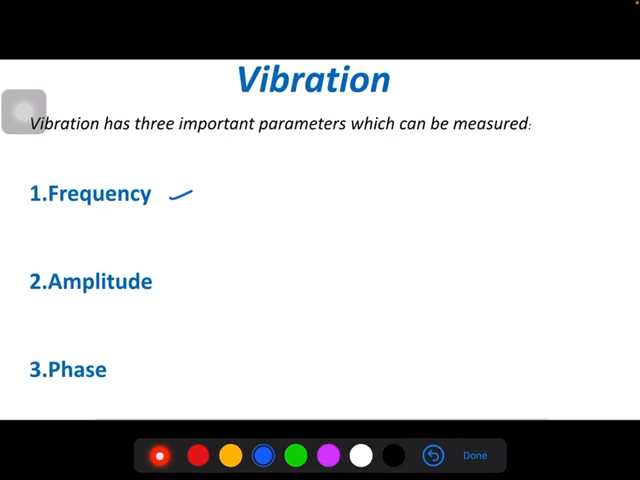 Vibration
Vibration has three important parameters which can be measured:
1.Frequency
2.Amplitude
3.Phase
Done